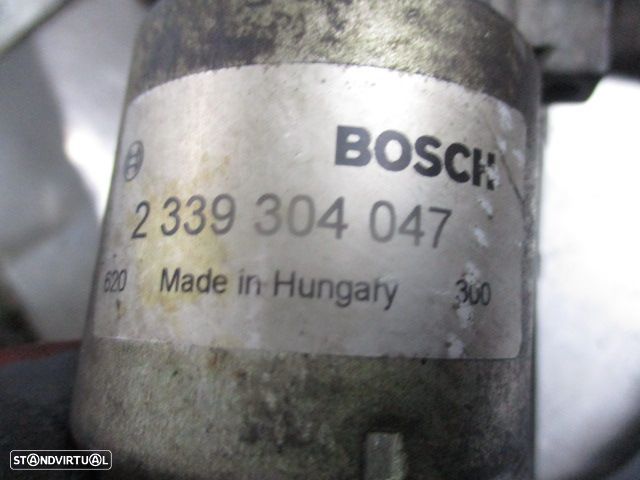 BOSCH
2 339 304 047
620 Made in Hungary 300
STANDVIRTUAL